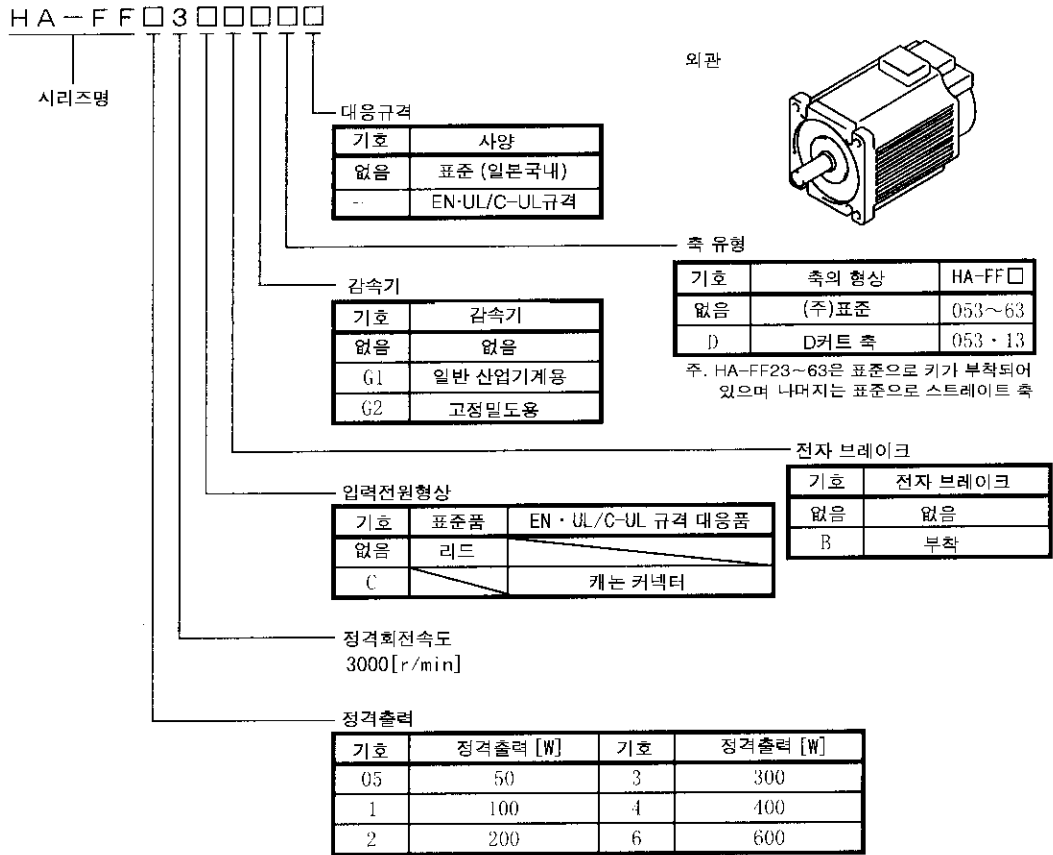 HA-FF□3□□□□□
시리즈명
외관
대응규격
기호 사양
없음 표준 (일본국내)
- EN·UL/C-UL규격
축 유형
기호 축의 형상 HA-FF□
없음 (주)표준 053~63
D D커트 축 053·13
주. HA-FF23~63은 표준으로 키가 부착되어
있으며 나머지는 표준으로 스트레이트 축
감속기
기호 감속기
없음 없음
G1 일반 산업기계용
G2 고정밀도용
전자 브레이크
기호 전자 브레이크
없음 없음
B 부착
입력전원형상
기호 표준품 EN·UL/C-UL 규격 대응품
없음 리드
C 캐논 커넥터
정격회전속도
3000[r/min]
정격출력
기호 정격출력 [W] 기호 정격출력 [W]
05 50 3 300
1 100 4 400
2 200 6 600